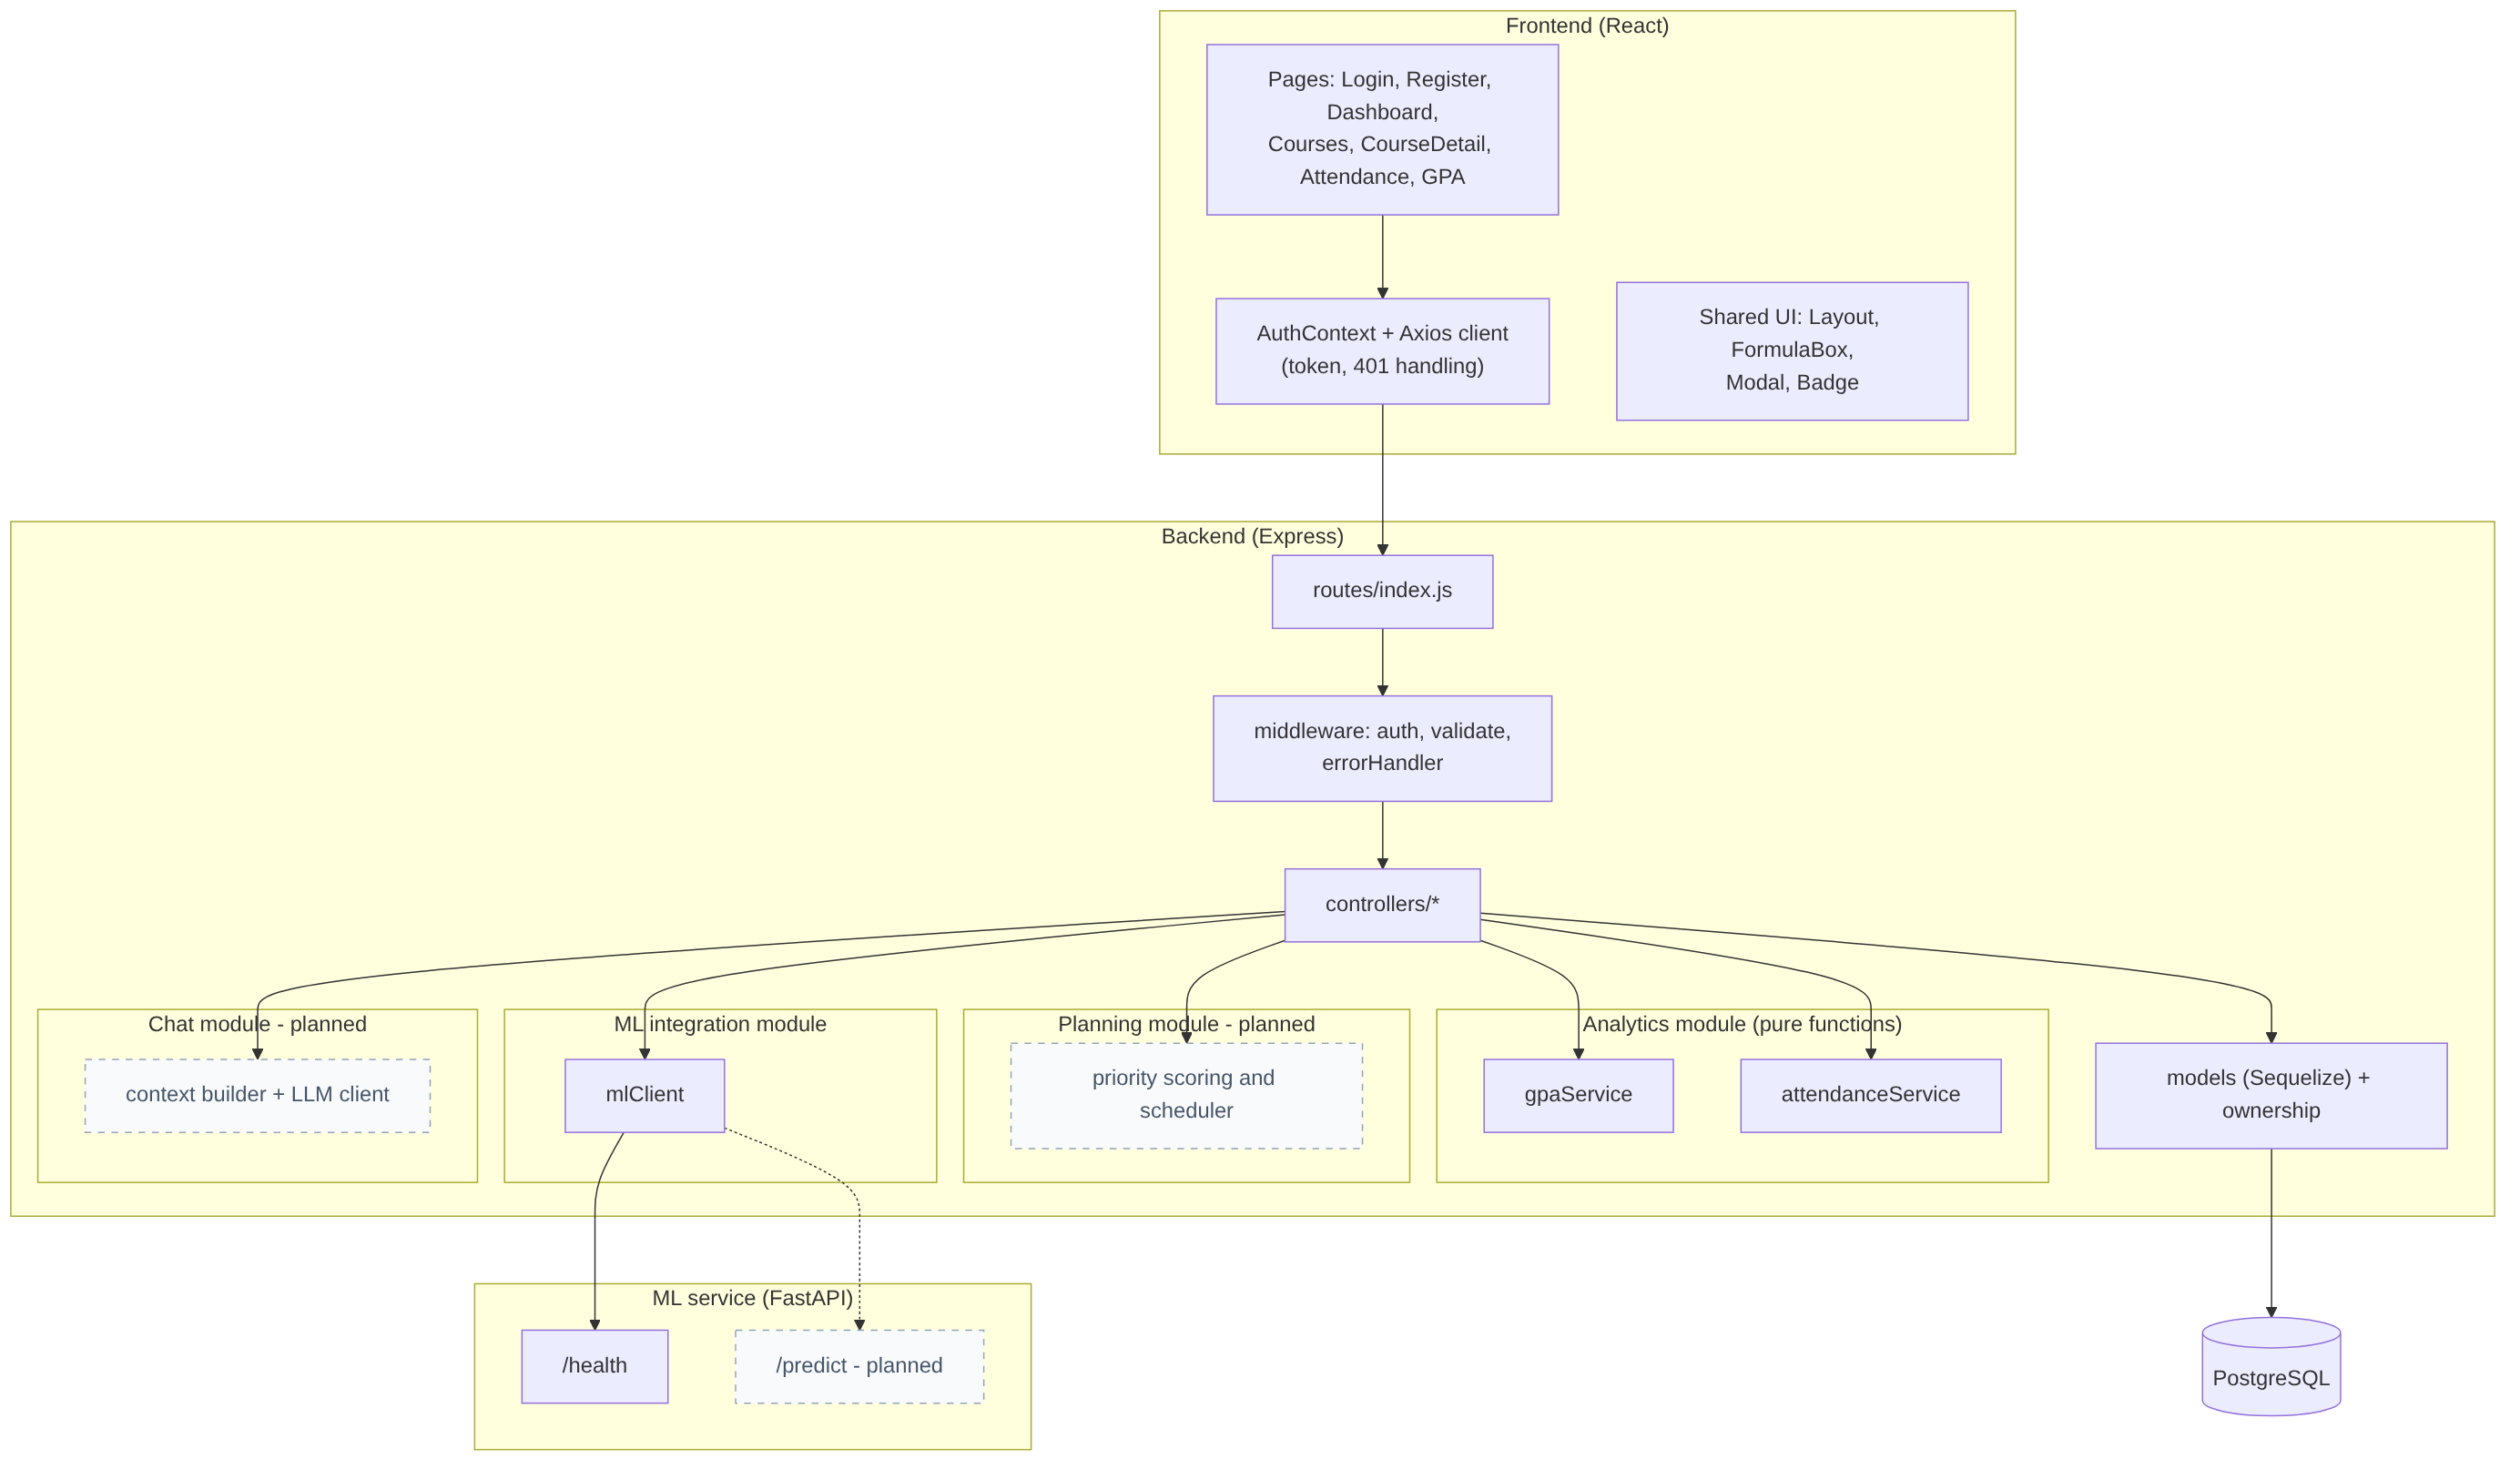 Frontend (React)
Pages: Login, Register,
Dashboard,
Courses, CourseDetail,
Attendance, GPA
AuthContext + Axios client
(token, 401 handling)
Shared UI: Layout,
FormulaBox,
Modal, Badge
Backend (Express)
routes/index.js
middleware: auth, validate,
errorHandler
controllers/*
Chat module - planned
context builder + LLM client
ML integration module
mlClient
Planning module - planned
priority scoring and
scheduler
Analytics module (pure functions)
gpaService
attendanceService
models (Sequelize) +
ownership
ML service (FastAPI)
/health
/predict - planned
PostgreSQL